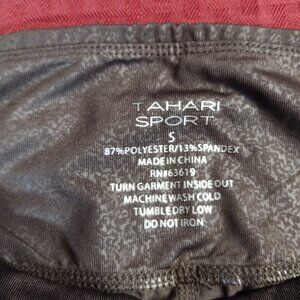 TAHARI
SPORT
S
87%POLYESTER/13%SPANDEX
MADE IN CHINA
RN#63619
TURN GARMENT INSIDE OUT
MACHINE WASH COLD
TUMBLE DRY LOW
DO NOT IRON